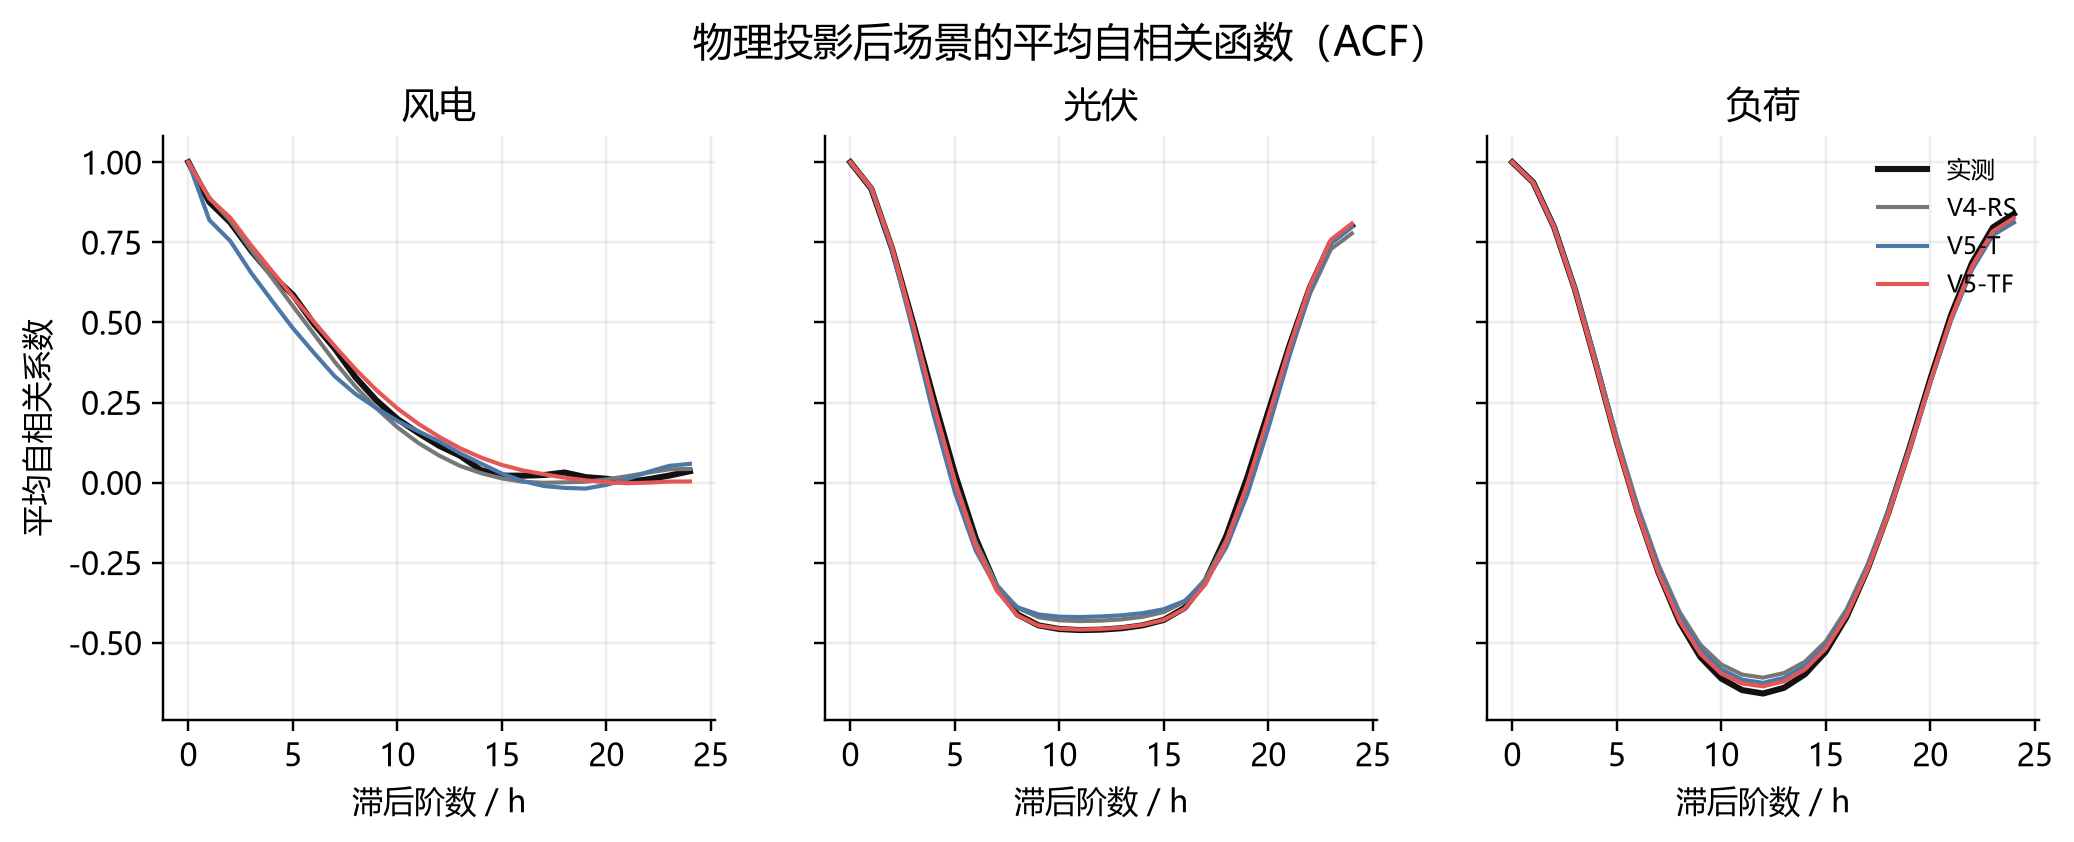 物理投影后场景的平均自相关函数（ACF）
风电
光伏
负荷
平均自相关系数
1.00
0.75
0.50
0.25
0.00
-0.25
-0.50
实测
V4-RS
V5-T
V5-TF
0 5 10 15 20 25
0 5 10 15 20 25
0 5 10 15 20 25
滞后阶数 / h
滞后阶数 / h
滞后阶数 / h